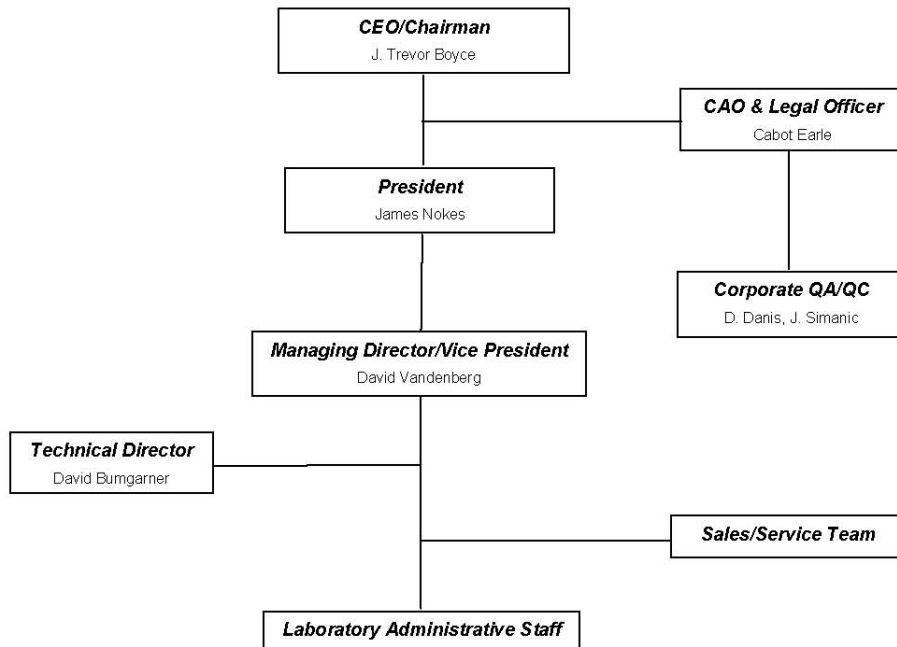 CEO/Chairman
J. Trevor Boyce
CAO & Legal Officer
Cabot Earle
President
James Nokes
Corporate QA/QC
D. Danis, J. Simanic
Managing Director/Vice President
David Vandenberg
Technical Director
David Bumgarner
Sales/Service Team
Laboratory Administrative Staff